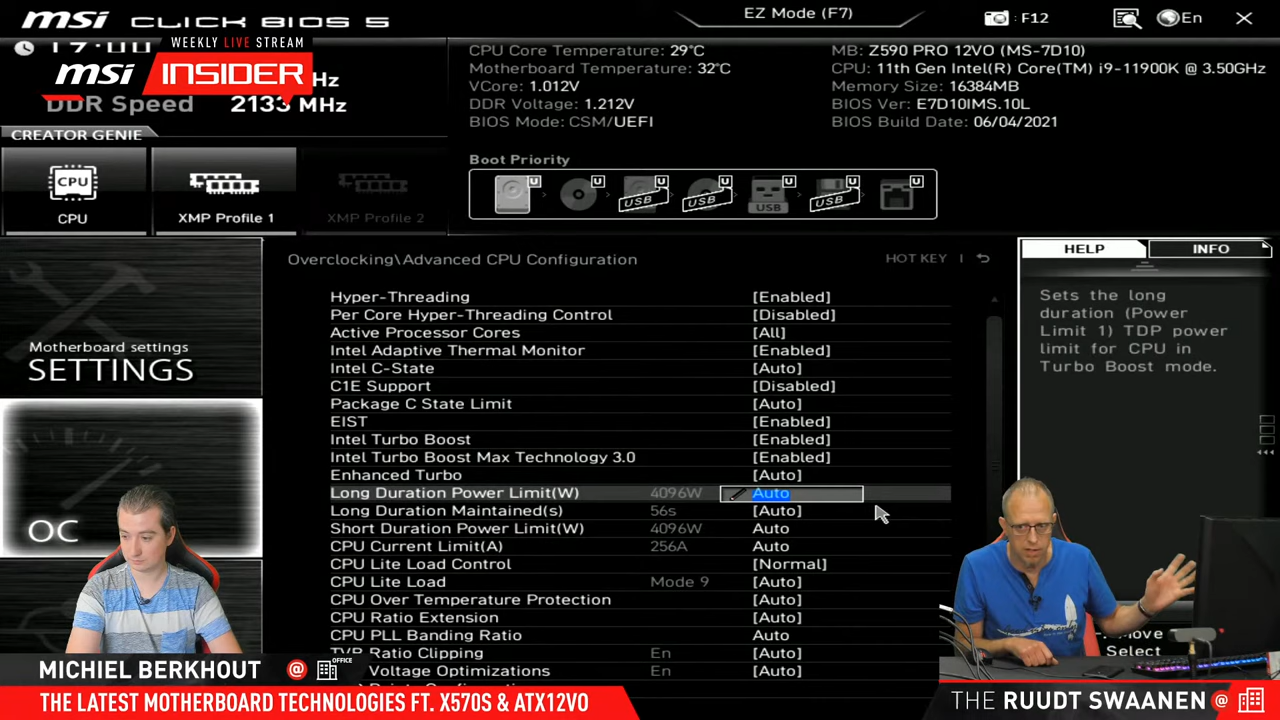 msi CLICK BIOS 5
EZ Mode (F7)
F12
En
WEEKLY LIVE STREAM
msi INSIDER
DDR Speed 2133 MHz
CPU Core Temperature: 29°C
Motherboard Temperature: 32°C
VCore: 1.012V
DDR Voltage: 1.212V
BIOS Mode: CSM/UEFI
MB: Z590 PRO 12VO (MS-7D10)
CPU: 11th Gen Intel(R) Core(TM) i9-11900K @ 3.50GHz
Memory Size: 16384MB
BIOS Ver: E7D10IMS.10L
BIOS Build Date: 06/04/2021
CREATOR GENIE
CPU
CPU
XMP Profile 1
XMP Profile 2
Boot Priority
U U U U U U U
USB USB USB USB
Motherboard settings
SETTINGS
OC
Overclocking\Advanced CPU Configuration
HOT KEY
Hyper-Threading [Enabled]
Per Core Hyper-Threading Control [Disabled]
Active Processor Cores [All]
Intel Adaptive Thermal Monitor [Enabled]
Intel C-State [Auto]
C1E Support [Disabled]
Package C State Limit [Auto]
EIST [Enabled]
Intel Turbo Boost [Enabled]
Intel Turbo Boost Max Technology 3.0 [Enabled]
Enhanced Turbo [Auto]
Long Duration Power Limit(W) 4096W Auto
Long Duration Maintained(s) 56s [Auto]
Short Duration Power Limit(W) 4096W Auto
CPU Current Limit(A) 256A Auto
CPU Lite Load Control [Normal]
CPU Lite Load Mode 9 [Auto]
CPU Over Temperature Protection [Auto]
CPU Ratio Extension [Auto]
CPU PLL Banding Ratio Auto
TVB Ratio Clipping En [Auto]
Voltage Optimizations En [Auto]
HELP
INFO
Sets the long
duration (Power
Limit 1) TDP power
limit for CPU in
Turbo Boost mode.
Move
Select
MICHIEL BERKHOUT @ OFFICE
THE LATEST MOTHERBOARD TECHNOLOGIES FT. X570S & ATX12VO
THE RUUDT SWAANEN @